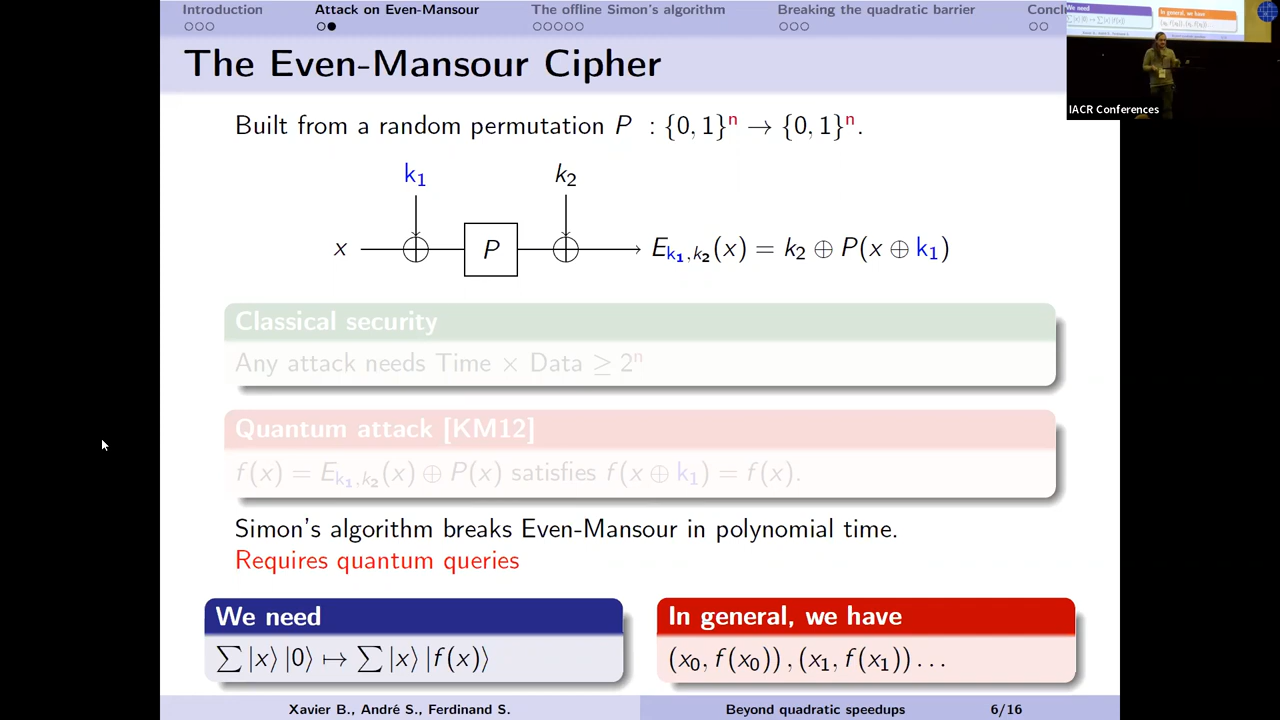 Introduction Attack on Even-Mansour The offline Simon's algorithm Breaking the quadratic barrier Concl
The Even-Mansour Cipher
IACR Conferences
Built from a random permutation P : {0, 1}ⁿ → {0, 1}ⁿ.
k₁ k₂
x P E_{k₁,k₂}(x) = k₂ ⊕ P(x ⊕ k₁)
Classical security
Any attack needs Time × Data ≥ 2ⁿ
Quantum attack [KM12]
f(x) = E_{k₁,k₂}(x) ⊕ P(x) satisfies f(x ⊕ k₁) = f(x).
Simon's algorithm breaks Even-Mansour in polynomial time.
Requires quantum queries
We need
∑ |x⟩ |0⟩ ↦ ∑ |x⟩ |f(x)⟩
In general, we have
(x₀, f(x₀)) , (x₁, f(x₁)) . . .
Xavier B., André S., Ferdinand S. Beyond quadratic speedups 6/16